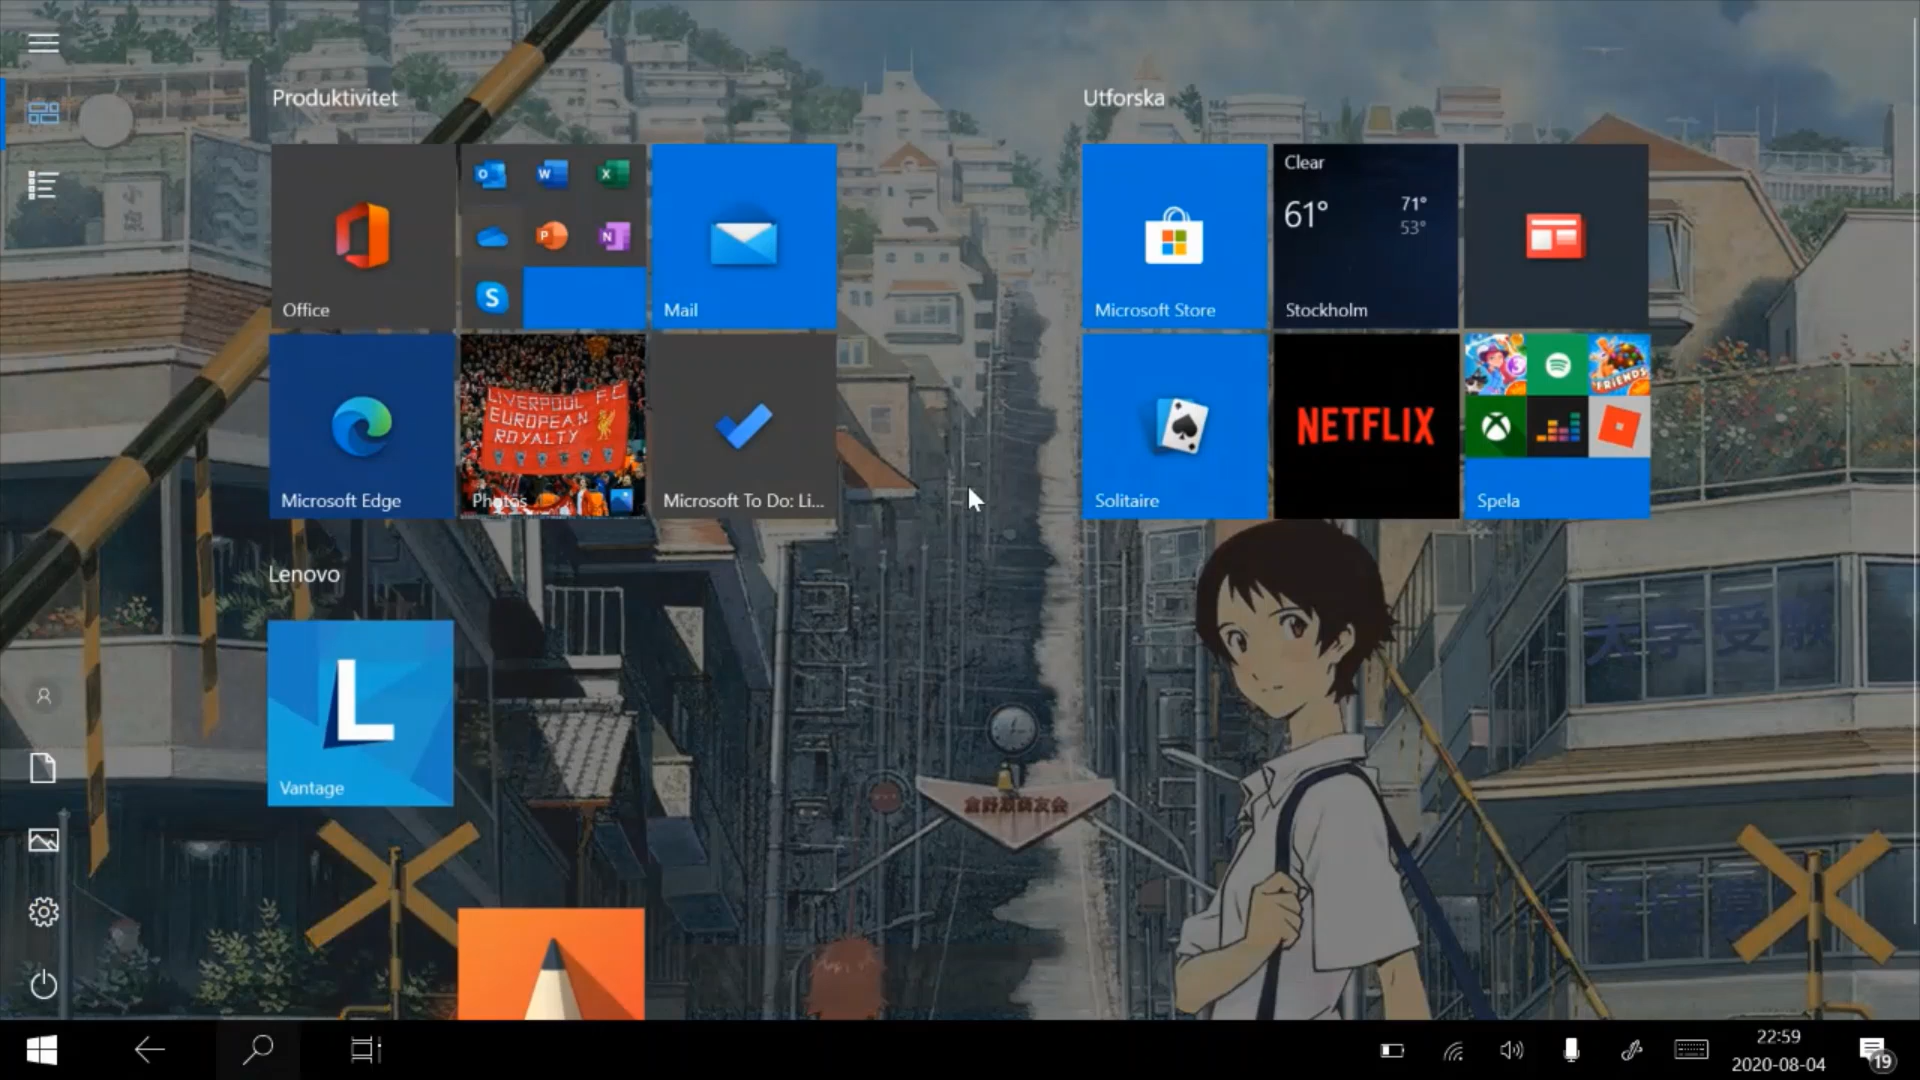 Produktivitet
Utforska
Office
Mail
Microsoft Store
Clear
61°
71°
53°
Stockholm
Microsoft Edge
LIVERPOOL F.C.
EUROPEAN
ROYALTY
Photos
Microsoft To Do: Li...
Solitaire
NETFLIX
FRIENDS
Spela
Lenovo
L
Vantage
22:59
2020-08-04
19